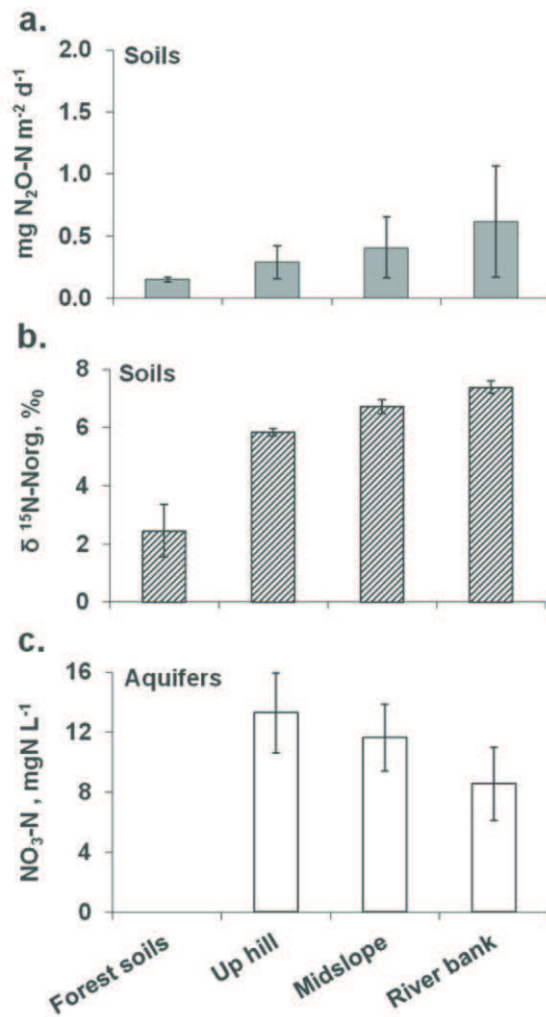 a.
Soils
mg N₂O-N m⁻² d⁻¹
2.0
1.5
1.0
0.5
0.0
b.
Soils
δ ¹⁵N-Norg, ‰
8
6
4
2
0
c.
Aquifers
NO₃-N , mgN L⁻¹
16
12
8
4
0
Forest soils
Up hill
Midslope
River bank